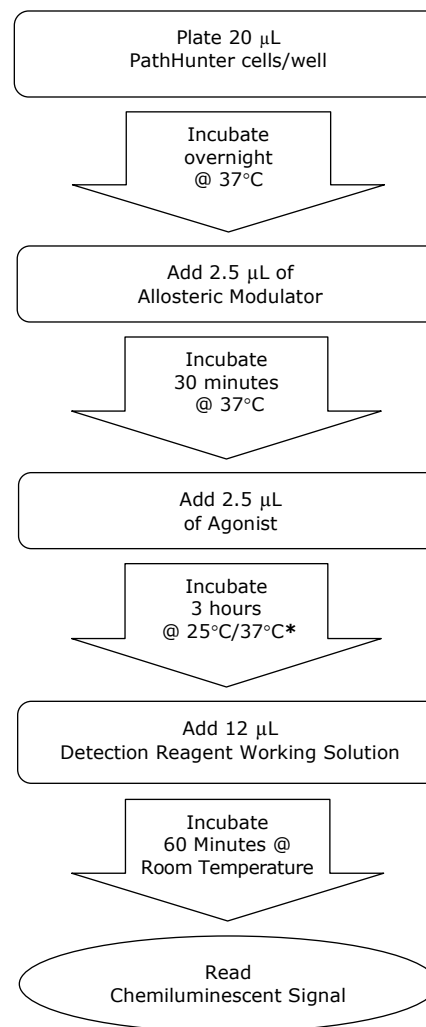 Plate 20 μL
PathHunter cells/well
Incubate
overnight
@ 37°C
Add 2.5 μL of
Allosteric Modulator
Incubate
30 minutes
@ 37°C
Add 2.5 μL
of Agonist
Incubate
3 hours
@ 25°C/37°C*
Add 12 μL
Detection Reagent Working Solution
Incubate
60 Minutes @
Room Temperature
Read
Chemiluminescent Signal